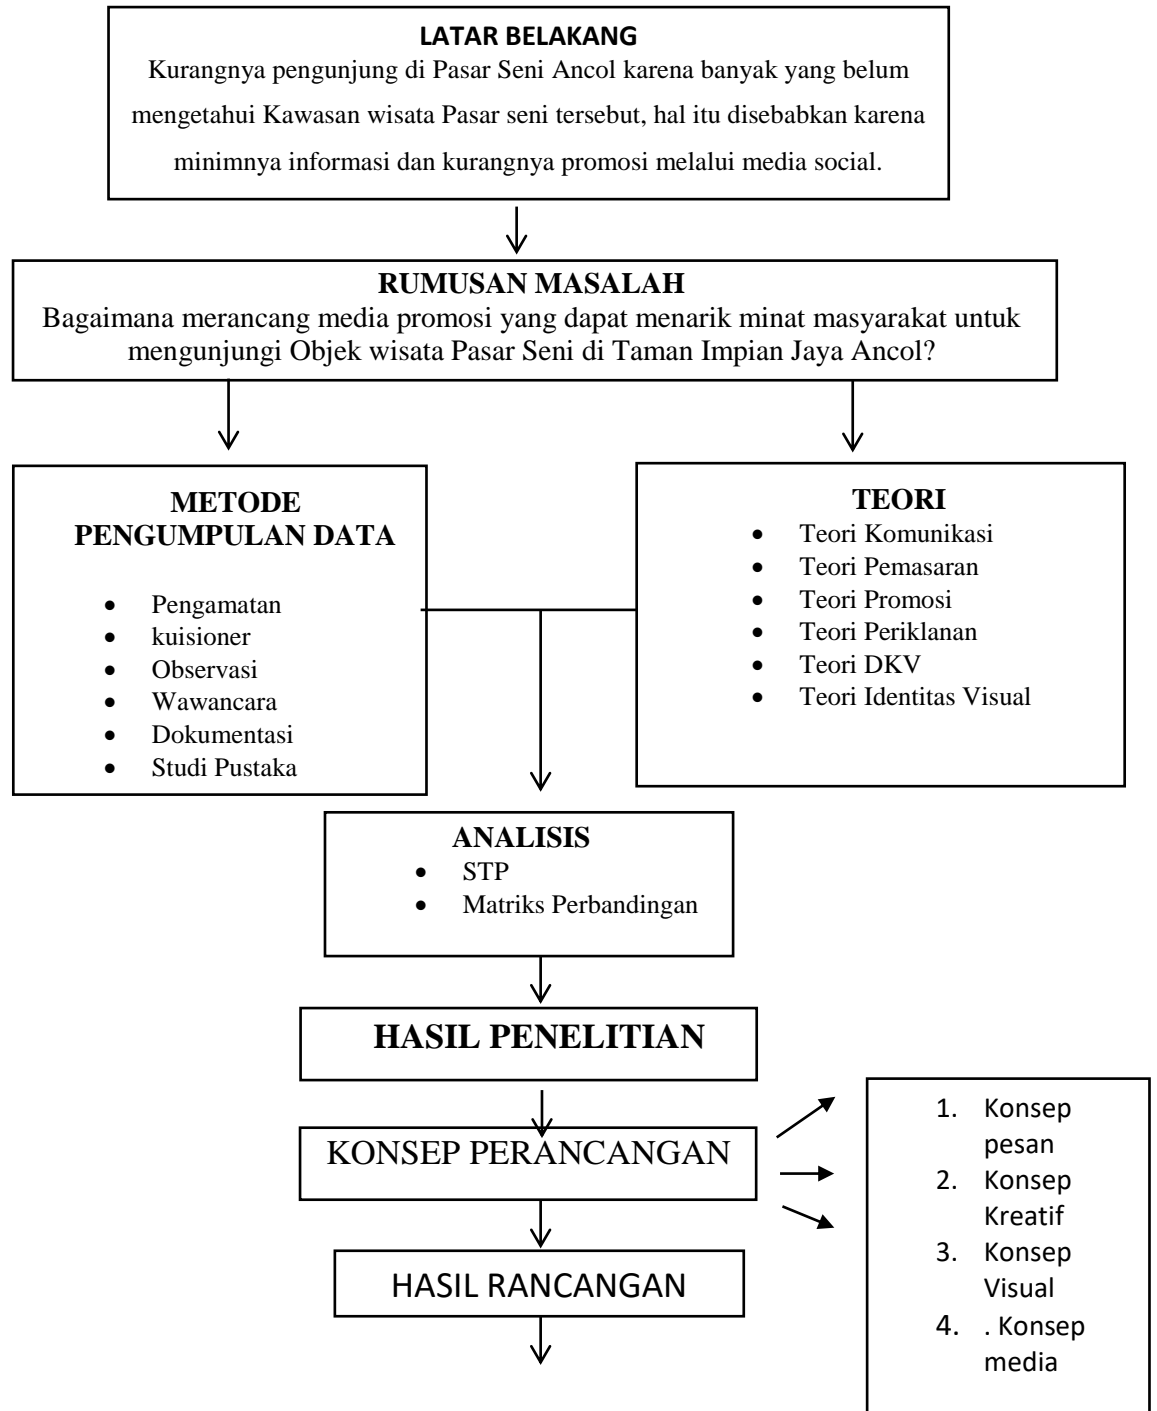 LATAR BELAKANG
Kurangnya pengunjung di Pasar Seni Ancol karena banyak yang belum
mengetahui Kawasan wisata Pasar seni tersebut, hal itu disebabkan karena
minimnya informasi dan kurangnya promosi melalui media social.
RUMUSAN MASALAH
Bagaimana merancang media promosi yang dapat menarik minat masyarakat untuk
mengunjungi Objek wisata Pasar Seni di Taman Impian Jaya Ancol?
METODE
PENGUMPULAN DATA
• Pengamatan
• kuisioner
• Observasi
• Wawancara
• Dokumentasi
• Studi Pustaka
TEORI
• Teori Komunikasi
• Teori Pemasaran
• Teori Promosi
• Teori Periklanan
• Teori DKV
• Teori Identitas Visual
ANALISIS
• STP
• Matriks Perbandingan
HASIL PENELITIAN
KONSEP PERANCANGAN
1. Konsep
pesan
2. Konsep
Kreatif
3. Konsep
Visual
4. . Konsep
media
HASIL RANCANGAN